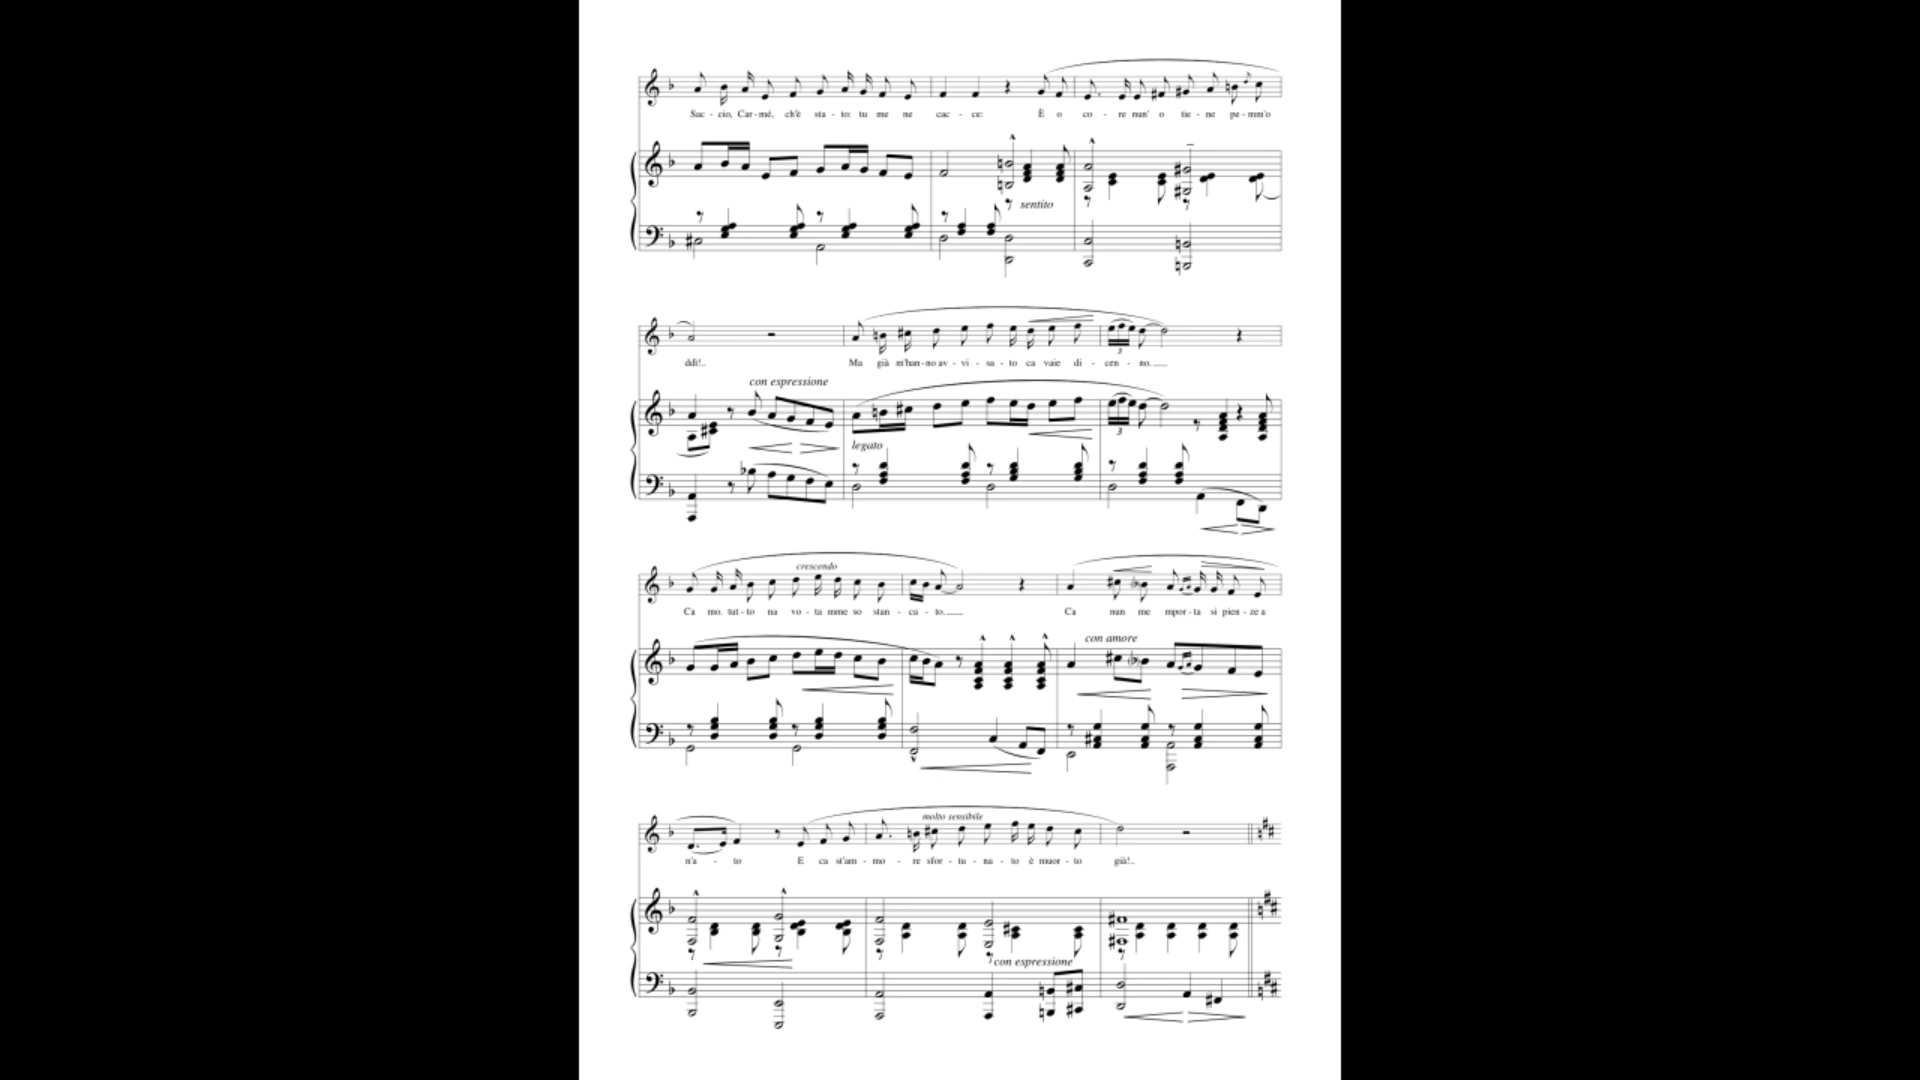 Sac - cio, Car - mé, ch'è sta - to: tu me ne cac - ce: È o co - re nun' o tie - ne pe - mm'o
sentito
ddì!..
con espressione
Ma già m'han - no av - vi - sa - to ca vaie di - cen - no.
3
legato
3
crescendo
Ca mo. tut - to na vo - ta mme so stan - ca - to. Ca nun me mpor - ta si pien - ze a
con amore
molto sensibile
n'a - to E ca st'am - mo - re sfor - tu - na - to è muor - to già!..
con espressione